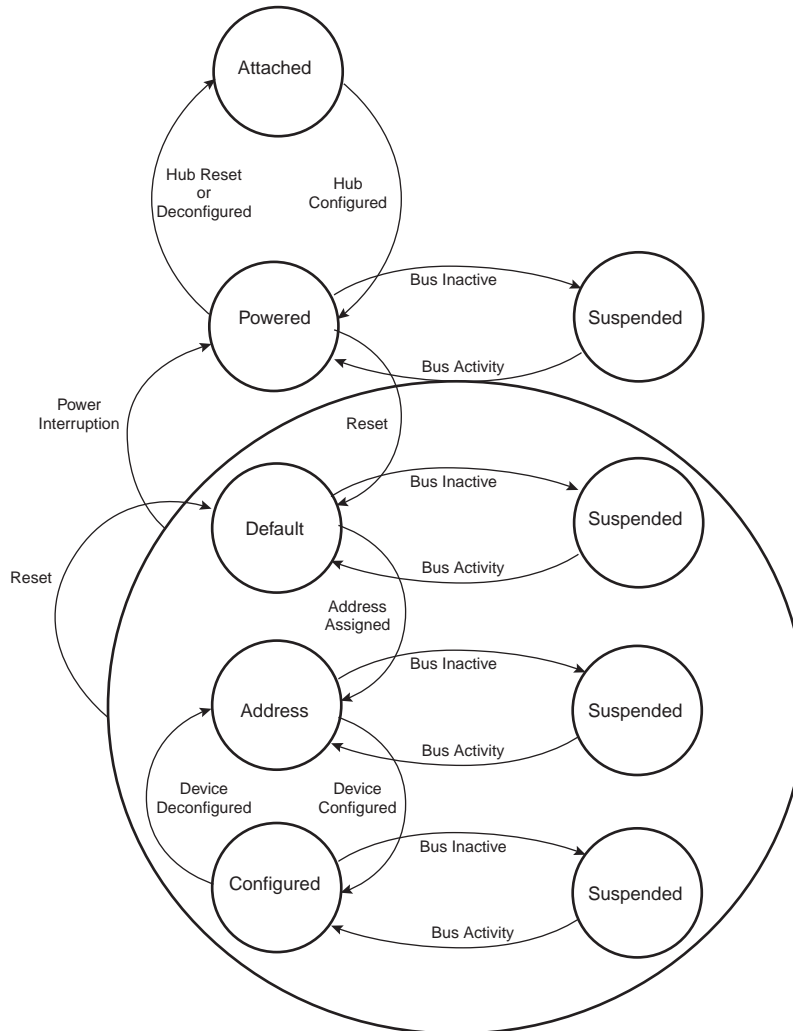 Attached
Hub Reset
or
Deconfigured
Hub
Configured
Powered
Bus Inactive
Suspended
Bus Activity
Power
Interruption
Reset
Default
Bus Inactive
Suspended
Bus Activity
Reset
Address
Assigned
Address
Bus Inactive
Suspended
Bus Activity
Device
Deconfigured
Device
Configured
Configured
Bus Inactive
Suspended
Bus Activity